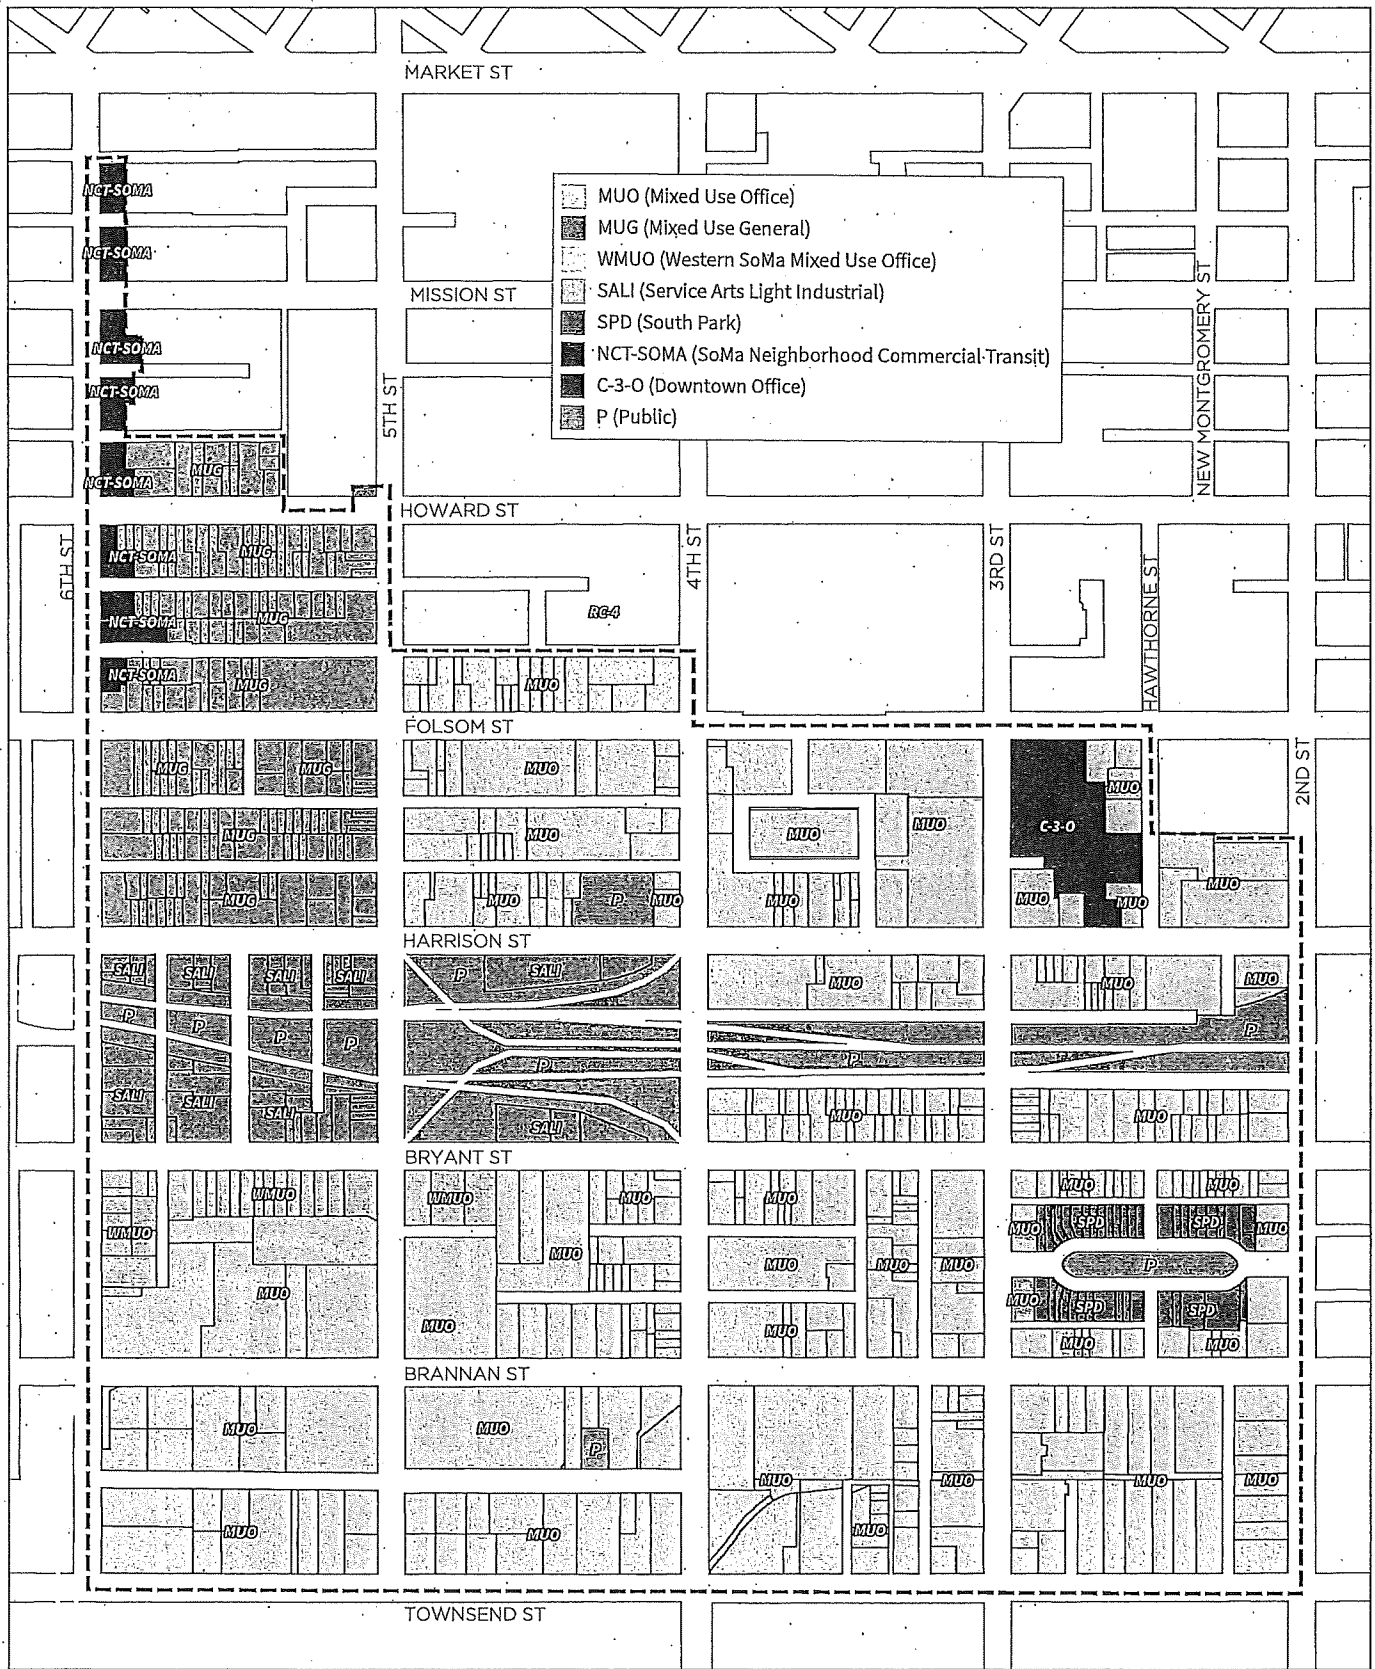 MARKET ST
NCT-SOMA
MUO (Mixed Use Office)
MUG (Mixed Use General)
WMUO (Western SoMa Mixed Use Office)
SALI (Service Arts Light Industrial)
SPD (South Park)
NCT-SOMA (SoMa Neighborhood Commercial Transit)
C-3-O (Downtown Office)
P (Public)
NCT-SOMA
MISSION ST
NEW MONTGROMERY ST
NCT-SOMA
NCT-SOMA
5TH ST
MUG
NCT-SOMA
HOWARD ST
6TH ST
NCT-SOMA MUG
4TH ST
3RD ST
HAWTHORNE ST
NCT-SOMA MUG
RC-4
NCT-SOMA MUG
MUO
FOLSOM ST
2ND ST
MUG MUG
MUO
MUO
MUG
MUO
MUO
MUO
C-3-O
MUG
MUO P MUO
MUO
MUO
MUO
MUO
HARRISON ST
SALI SALI SALI SALI
P SALI
MUO
MUO
MUO
P P P P
P
P
P
SALI SALI SALI
SALI
MUO
MUO
BRYANT ST
WMUO
WMUO
MUO
MUO
MUO MUO
WMUO
MUO
MUO SPD SPD MUO
MUO
MUO
MUO
MUO
P
MUO
MUO
MUO SPD SPD
MUO MUO
BRANNAN ST
MUO
MUO
P
MUO
MUO
MUO
MUO
MUO
MUO
MUO
TOWNSEND ST